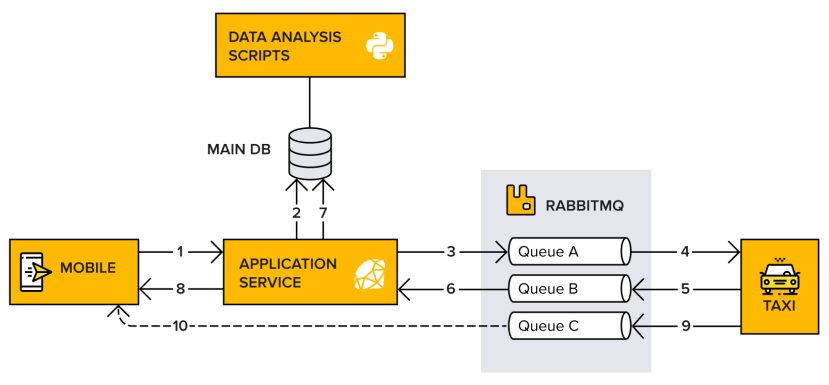 DATA ANALYSIS
SCRIPTS
MAIN DB
2
7
RABBITMQ
MOBILE
1
APPLICATION
SERVICE
3
Queue A
4
8
6
Queue B
5
TAXI
10
Queue C
9